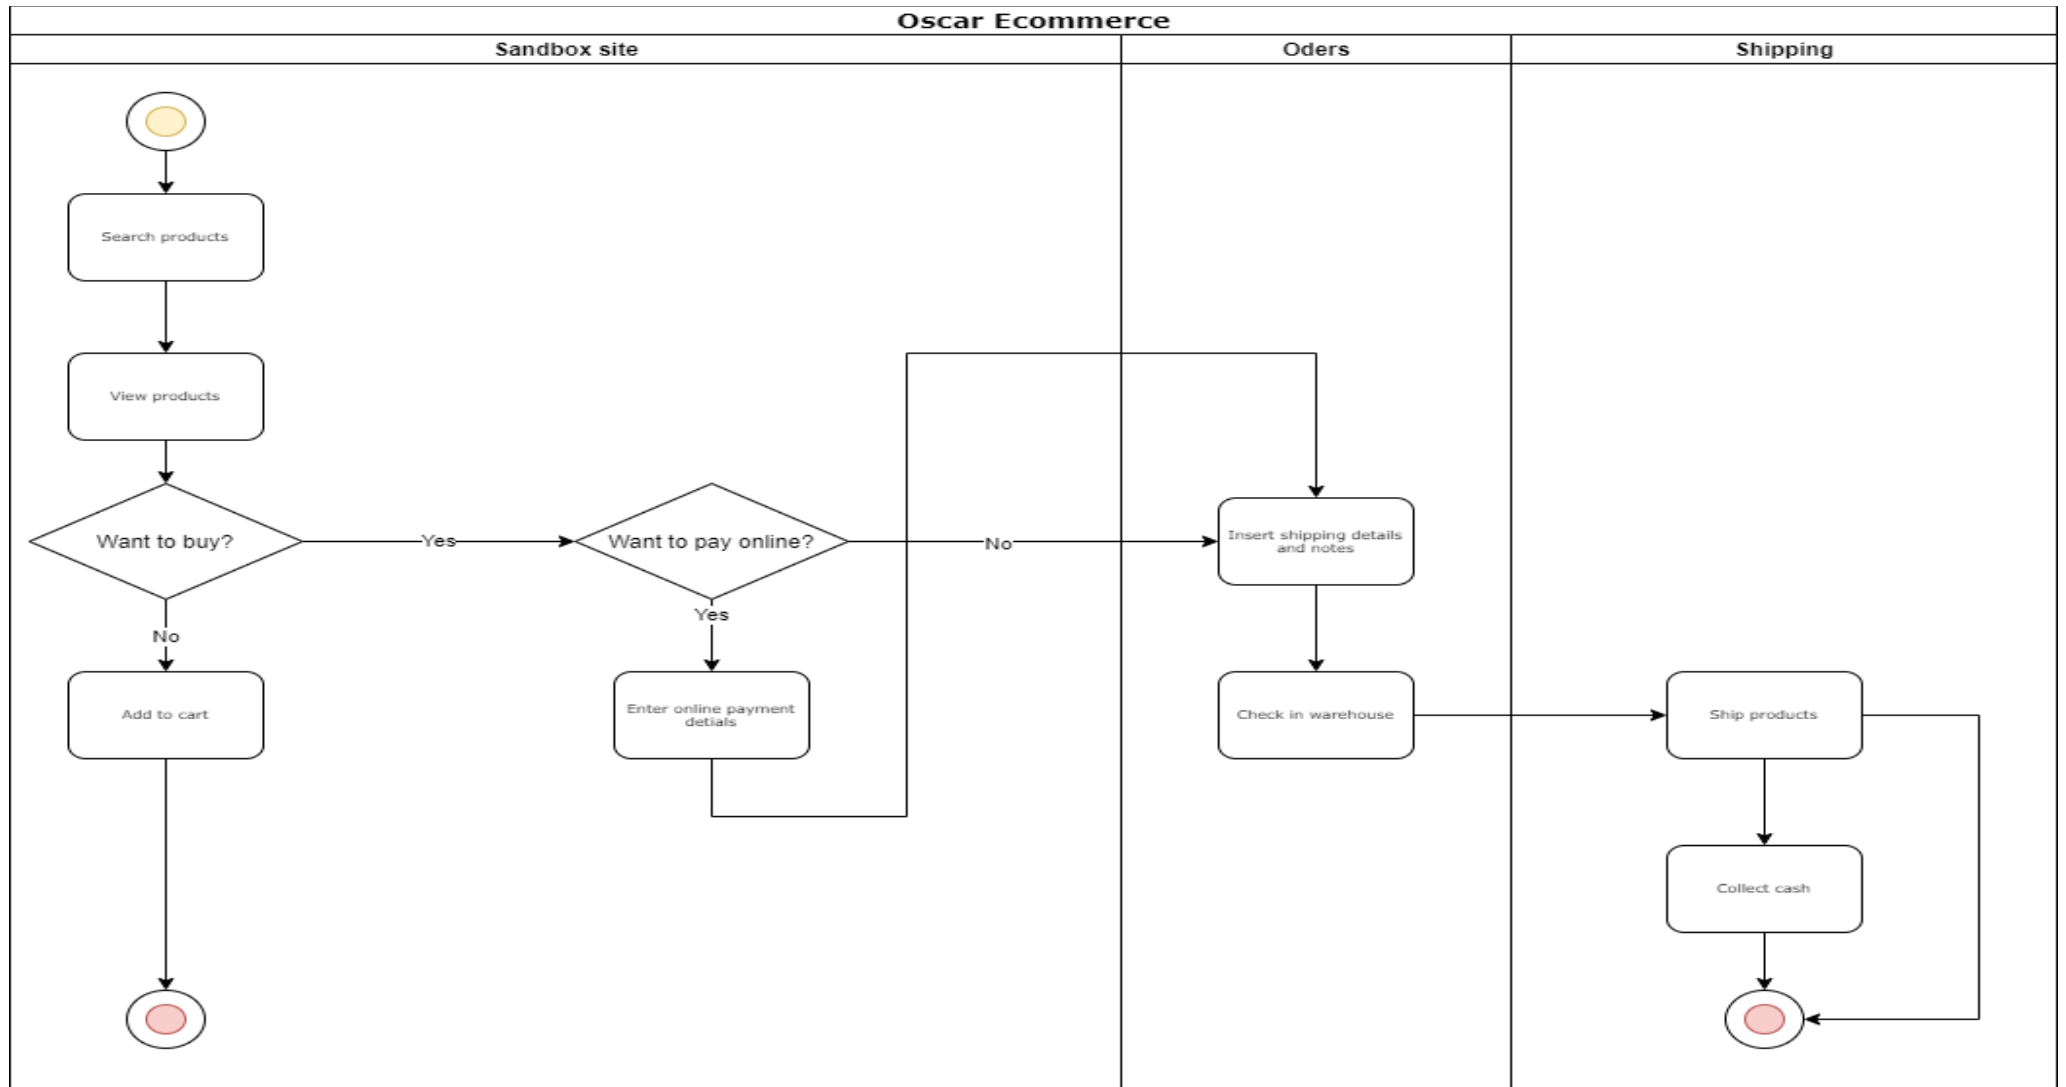 Oscar Ecommerce
Sandbox site
Oders
Shipping
Search products
View products
Want to buy?
Yes
Want to pay online?
No
Insert shipping details
and notes
Yes
No
Add to cart
Enter online payment
detials
Check in warehouse
Ship products
Collect cash